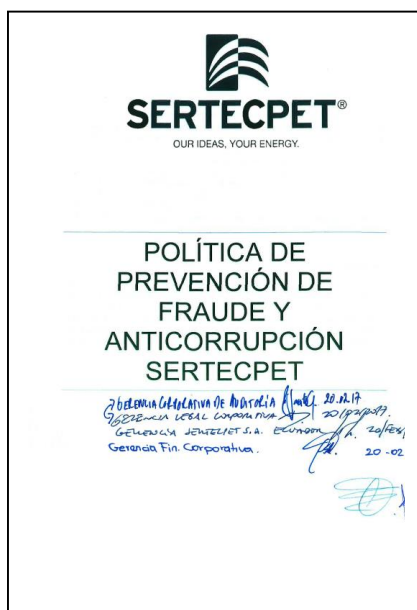 SERTECPET®
OUR IDEAS, YOUR ENERGY.
POLÍTICA DE
PREVENCIÓN DE
FRAUDE Y
ANTICORRUPCIÓN
SERTECPET
GERENCIA CORPORATIVA DE AUDITORÍA 20.02.17
GERENCIA LEGAL CORPORATIVA 20/02/2017.
GERENCIA SERTECPET S.A. ECUADOR 20/FEB/
Gerencia Fin. Corporativa. 20-02